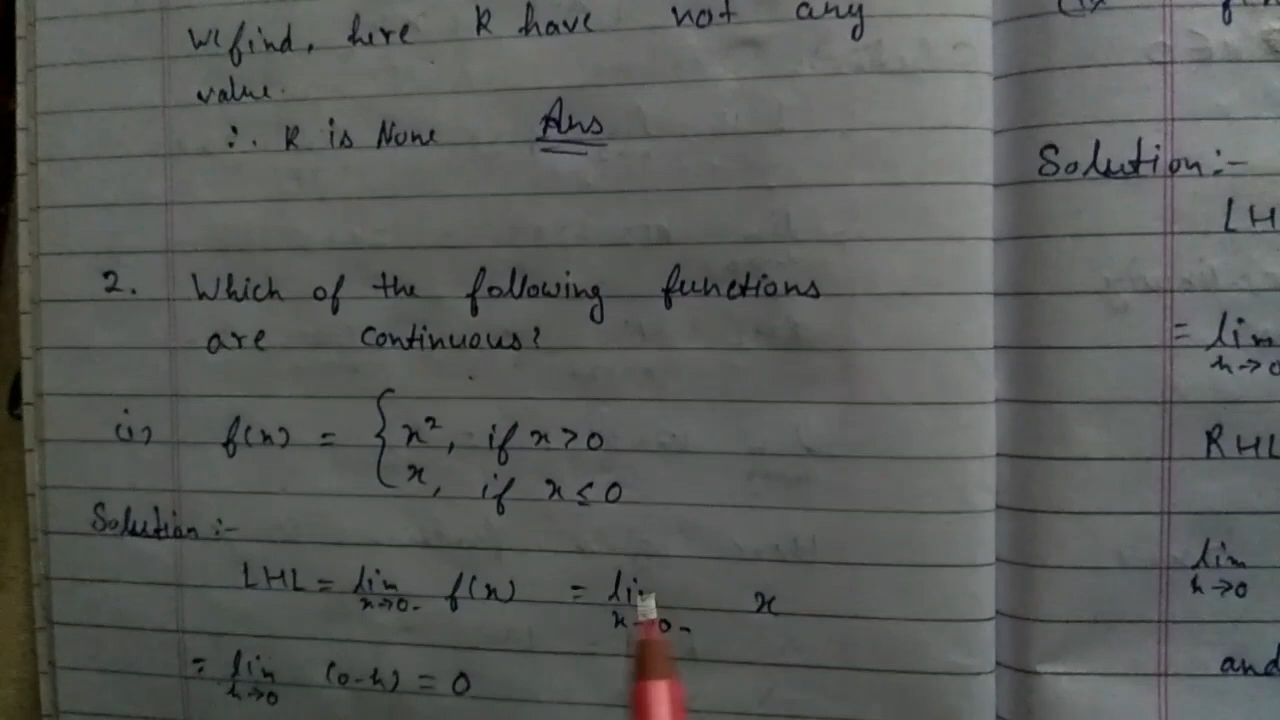 we find, here k have not any
value.
∴ k is None Ans
2. Which of the following functions
are continuous?
(i) f(x) = { x², if x > 0
x, if x ≤ 0
Solution :-
LHL = lim x→0- f(x) = lim x→0- x
= lim h→0 (0-h) = 0
Solution :-
LH
= lim
h→0
RHL
lim
h→0
and